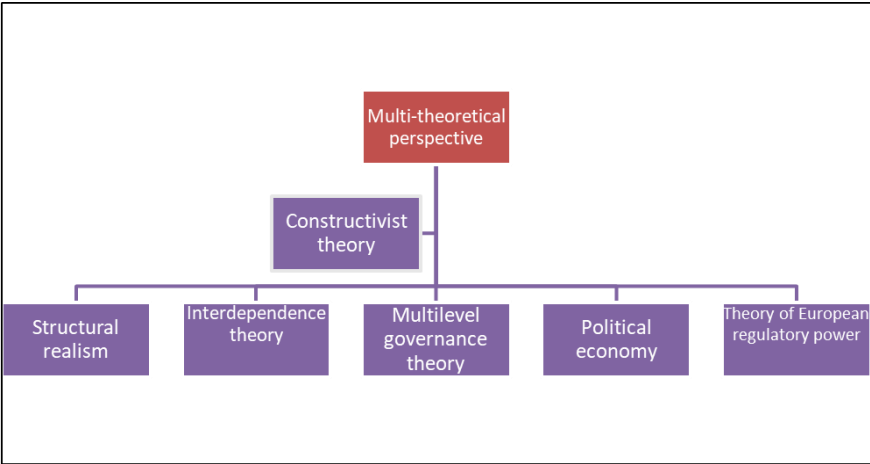 Multi-theoretical
perspective
Constructivist
theory
Structural
realism
Interdependence
theory
Multilevel
governance
theory
Political
economy
Theory of European
regulatory power